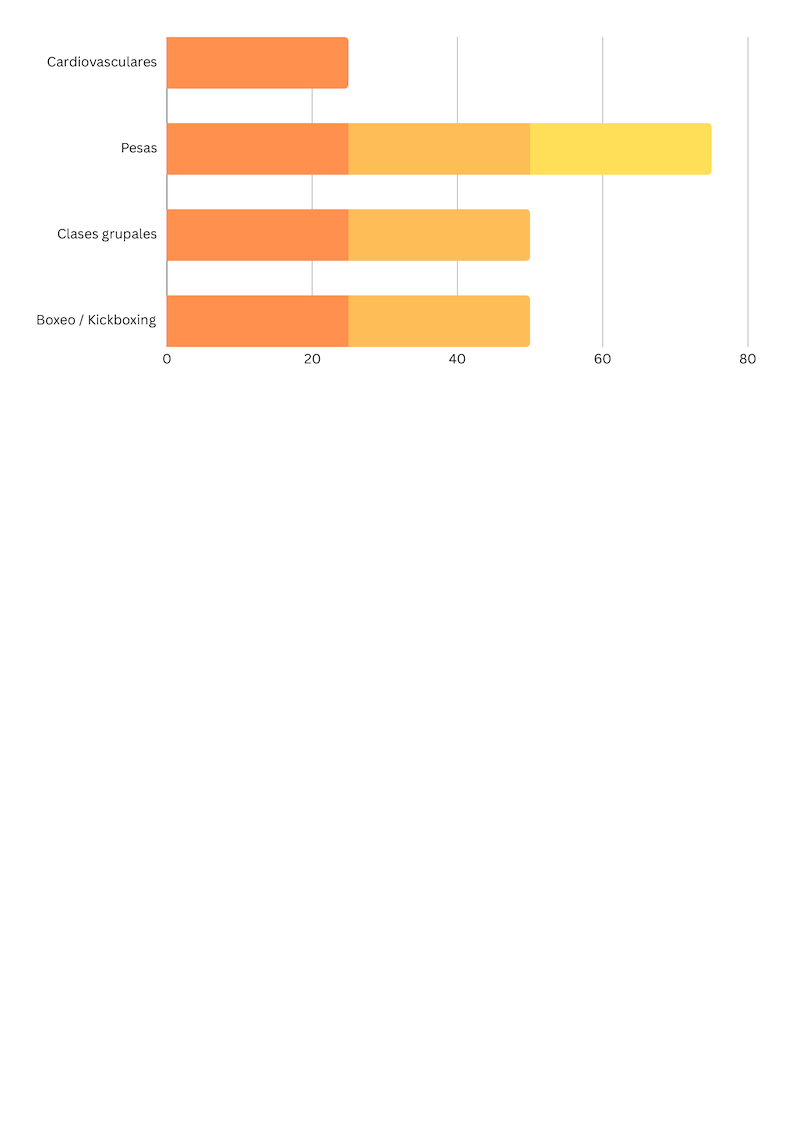 Cardiovasculares
Pesas
Clases grupales
Boxeo / Kickboxing
0 20 40 60 80